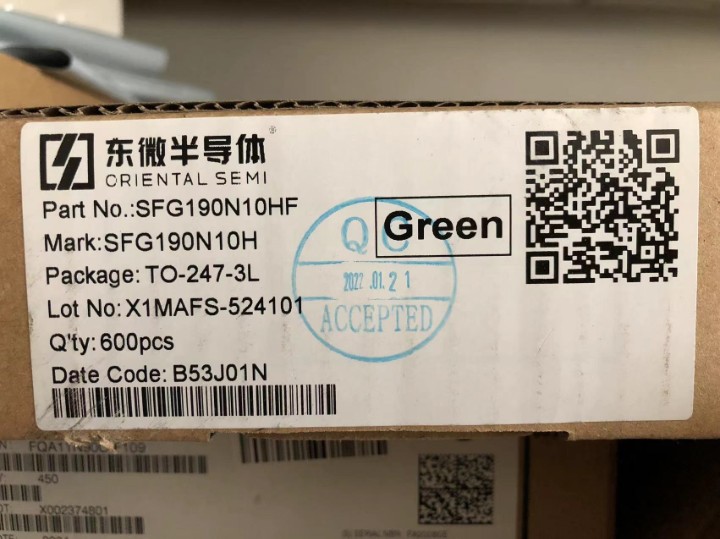 东微半导体®
ORIENTAL SEMI
Part No.:SFG190N10HF
Mark:SFG190N10H
Package: TO-247-3L
Lot No: X1MAFS-524101
Q'ty: 600pcs
Date Code: B53J01N
Green
QC
2022.01.21
ACCEPTED
450
X002374801